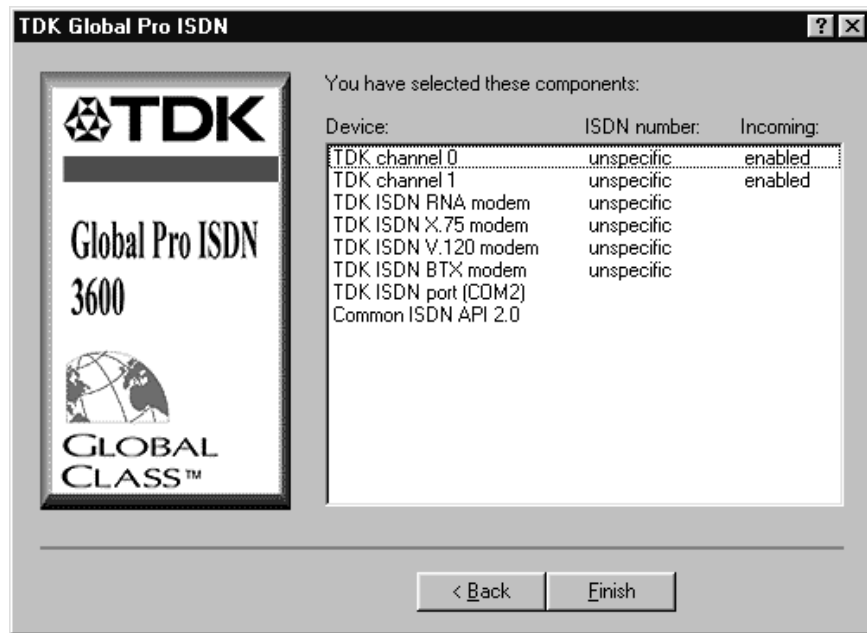 TDK Global Pro ISDN
? X
TDK
Global Pro ISDN
3600
GLOBAL
CLASS™
You have selected these components:
Device: ISDN number: Incoming:
TDK channel 0 unspecific enabled
TDK channel 1 unspecific enabled
TDK ISDN RNA modem unspecific
TDK ISDN X.75 modem unspecific
TDK ISDN V.120 modem unspecific
TDK ISDN BTX modem unspecific
TDK ISDN port (COM2)
Common ISDN API 2.0
< Back Finish